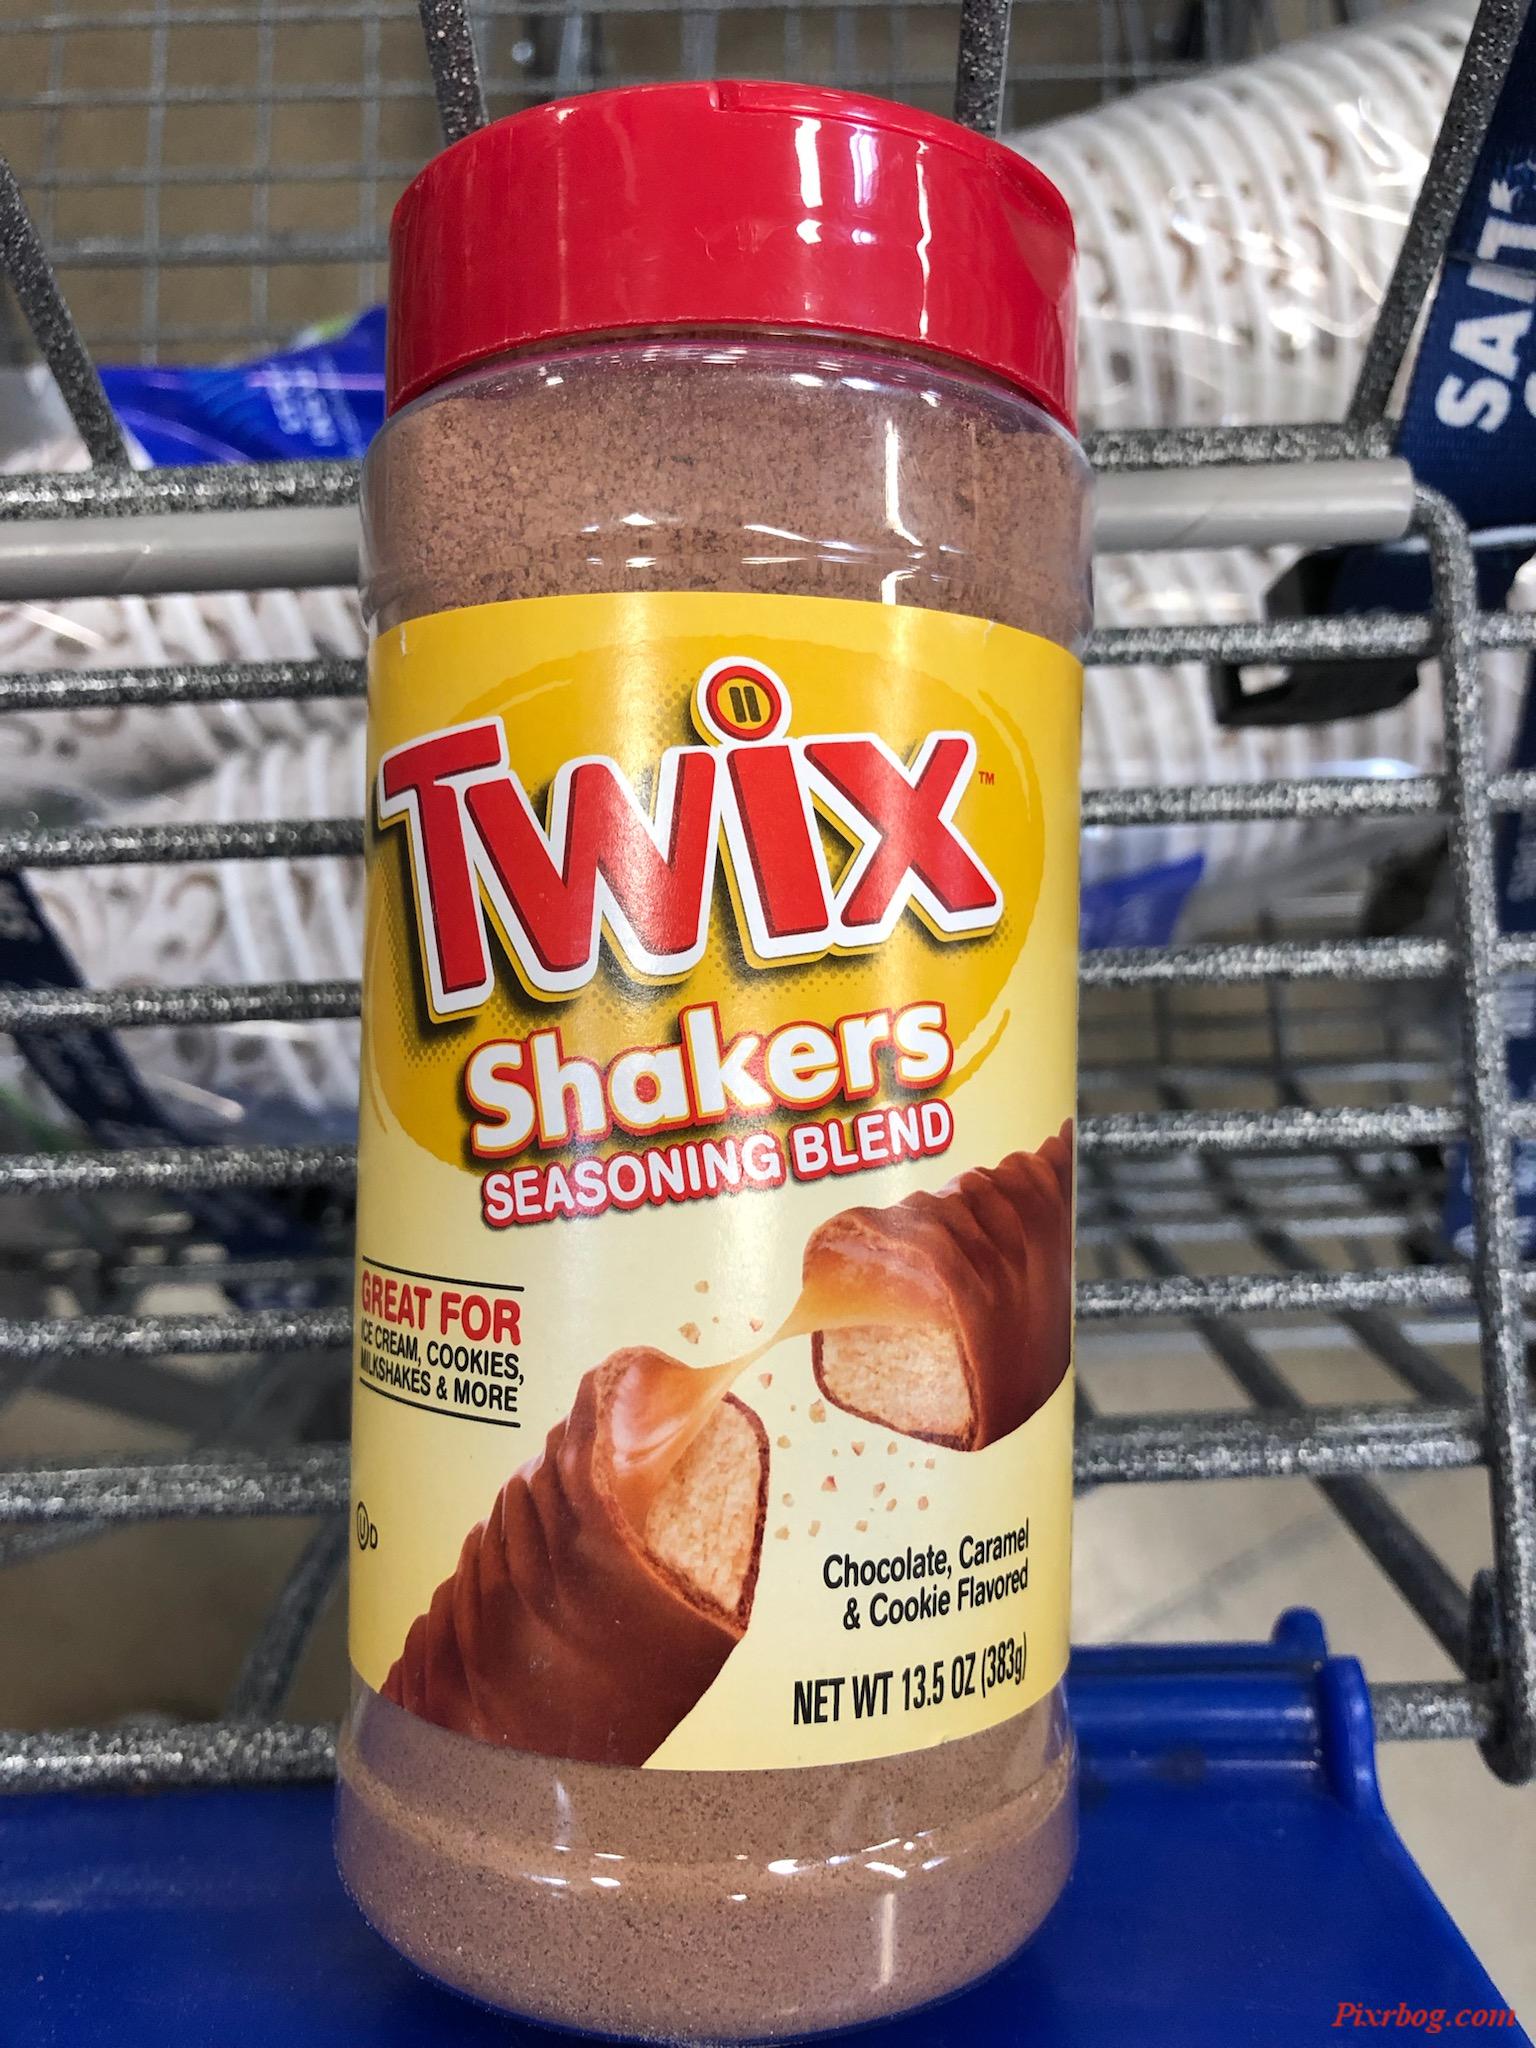 TWIX™
Shakers
SEASONING BLEND
GREAT FOR
ICE CREAM, COOKIES,
MILKSHAKES & MORE
U D
Chocolate, Caramel
& Cookie Flavored
NET WT 13.5 OZ (383g)
Pixrbog.com